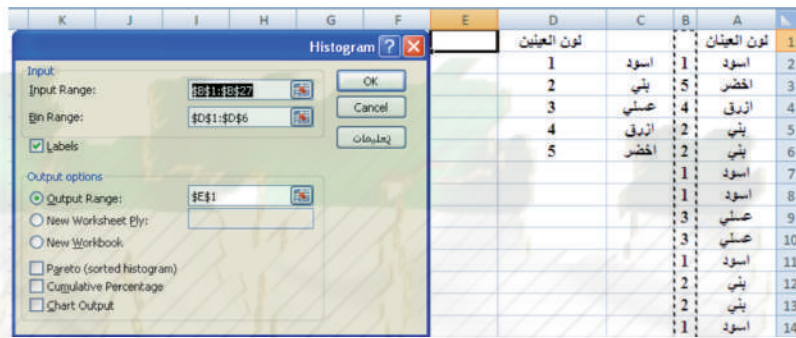 K J I H G F E D C B A
Histogram
Input
Input Range: $B$1:$B$27
Bin Range: $D$1:$D$6
Labels
OK
Cancel
تعليمات
Output options
Output Range: $E$1
New Worksheet Ply:
New Workbook
Pareto (sorted histogram)
Cumulative Percentage
Chart Output
لون العينان لون العينين 1
اسود 1 اسود 1 2
اخضر 5 بني 2 3
ازرق 4 عسلي 3 4
بني 2 ازرق 4 5
بني 2 اخضر 5 6
اسود 1 7
اسود 1 8
عسلي 3 9
عسلي 3 10
اسود 1 11
بني 2 12
بني 2 13
اسود 1 14